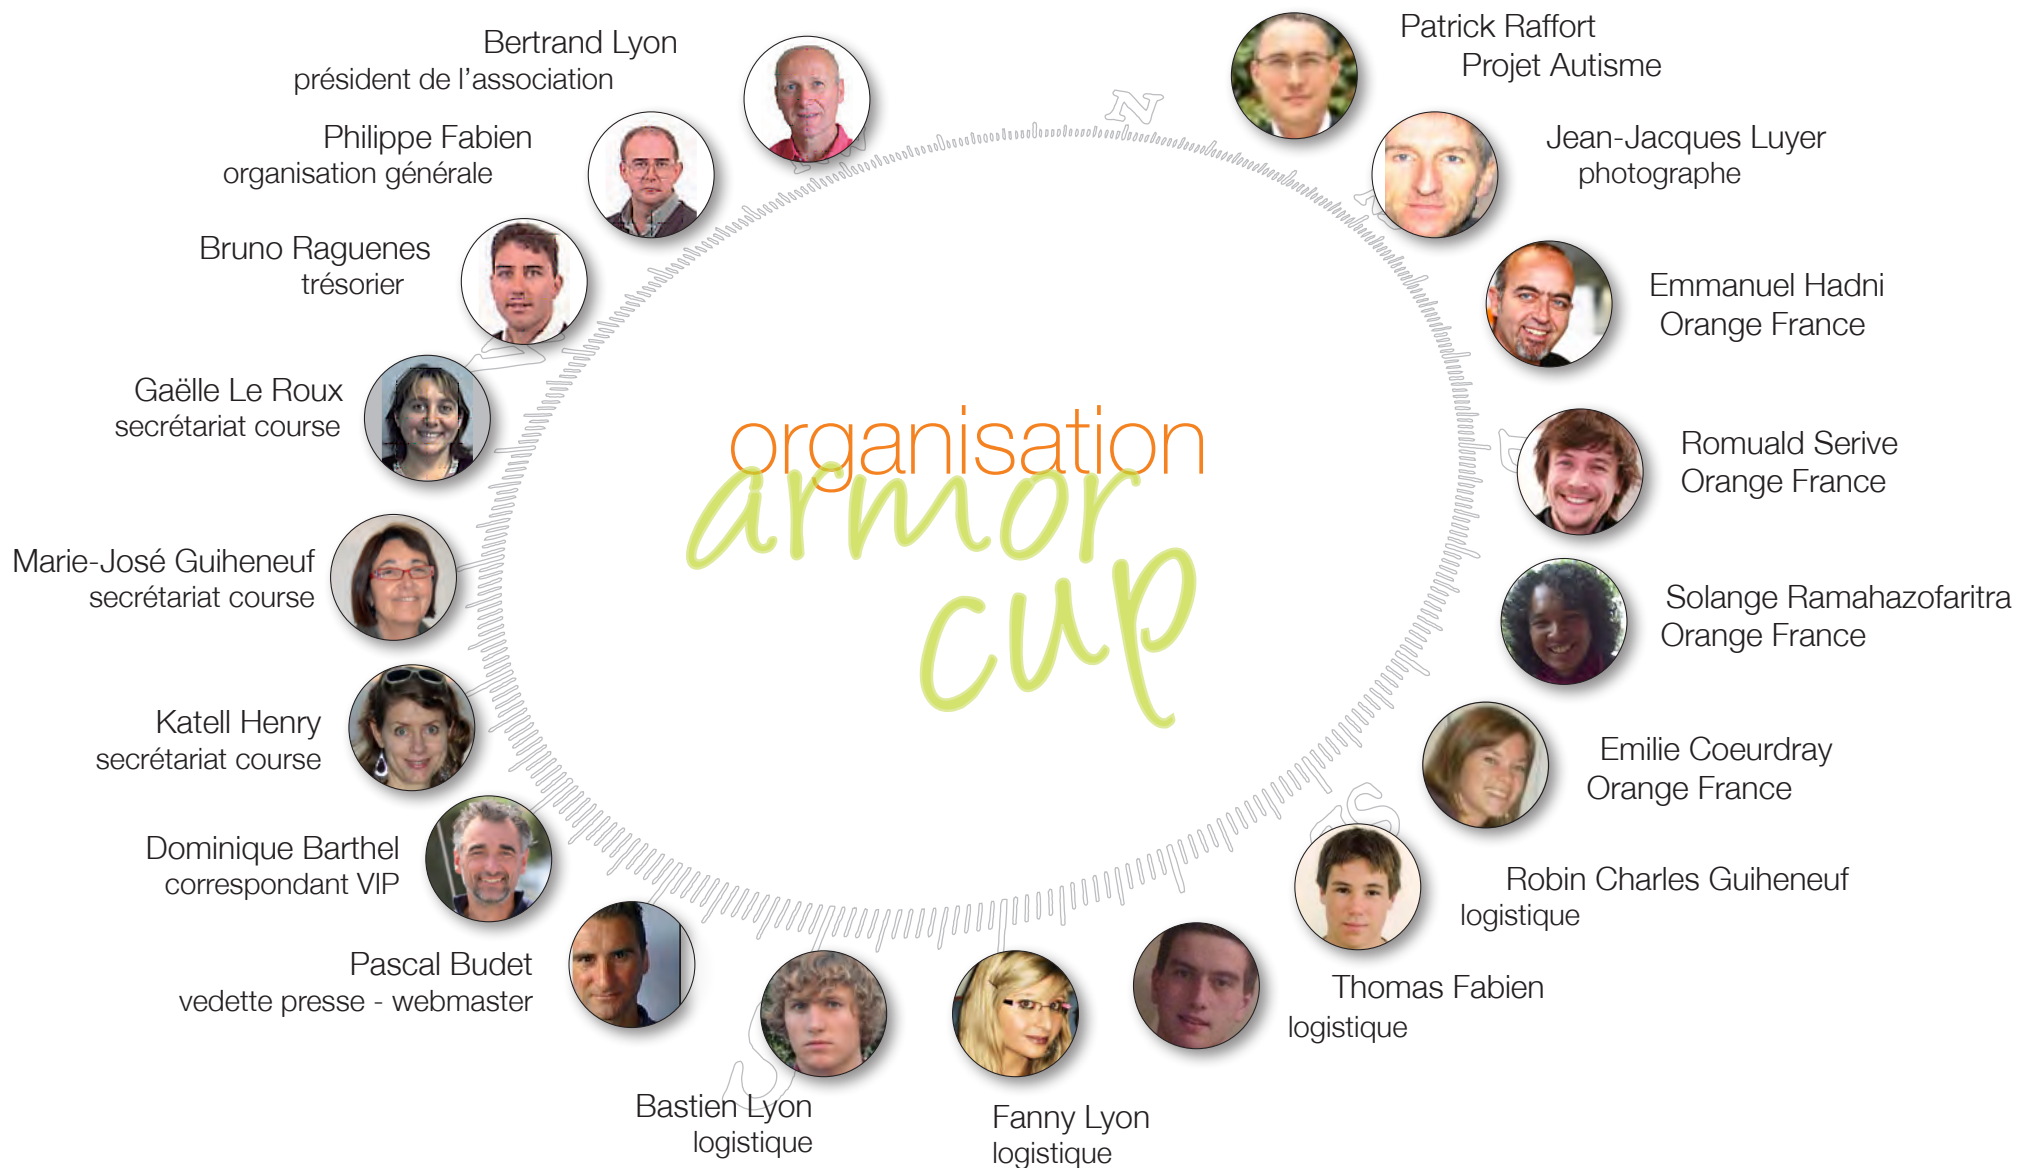 Bertrand Lyon
président de l'association
Philippe Fabien
organisation générale
Bruno Raguenes
trésorier
Gaëlle Le Roux
secrétariat course
Marie-José Guiheneuf
secrétariat course
Katell Henry
secrétariat course
Dominique Barthel
correspondant VIP
Pascal Budet
vedette presse - webmaster
Bastien Lyon
logistique
Fanny Lyon
logistique
Thomas Fabien
logistique
Robin Charles Guiheneuf
logistique
Emilie Coeurdray
Orange France
Solange Ramahazofaritra
Orange France
Romuald Serive
Orange France
Emmanuel Hadni
Orange France
Jean-Jacques Luyer
photographe
Patrick Raffort
Projet Autisme
organisation
armor
cup
N
S